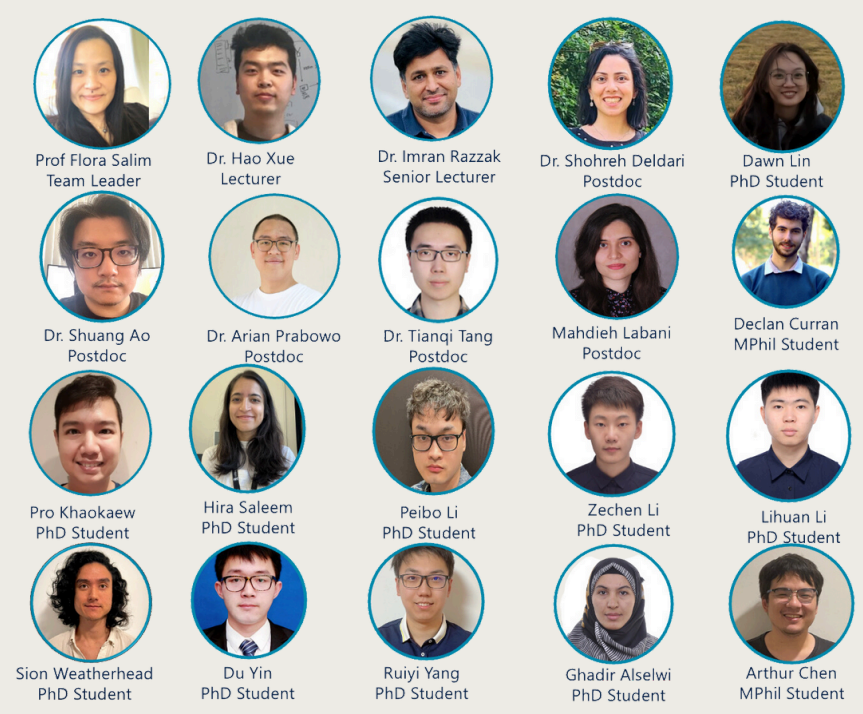 Prof Flora Salim
Team Leader
Dr. Hao Xue
Lecturer
Dr. Imran Razzak
Senior Lecturer
Dr. Shohreh Deldari
Postdoc
Dawn Lin
PhD Student
Dr. Shuang Ao
Postdoc
Dr. Arian Prabowo
Postdoc
Dr. Tianqi Tang
Postdoc
Mahdieh Labani
Postdoc
Declan Curran
MPhil Student
Pro Khaokaew
PhD Student
Hira Saleem
PhD Student
Peibo Li
PhD Student
Zechen Li
PhD Student
Lihuan Li
PhD Student
Sion Weatherhead
PhD Student
Du Yin
PhD Student
Ruiyi Yang
PhD Student
Ghadir Alselwi
PhD Student
Arthur Chen
MPhil Student